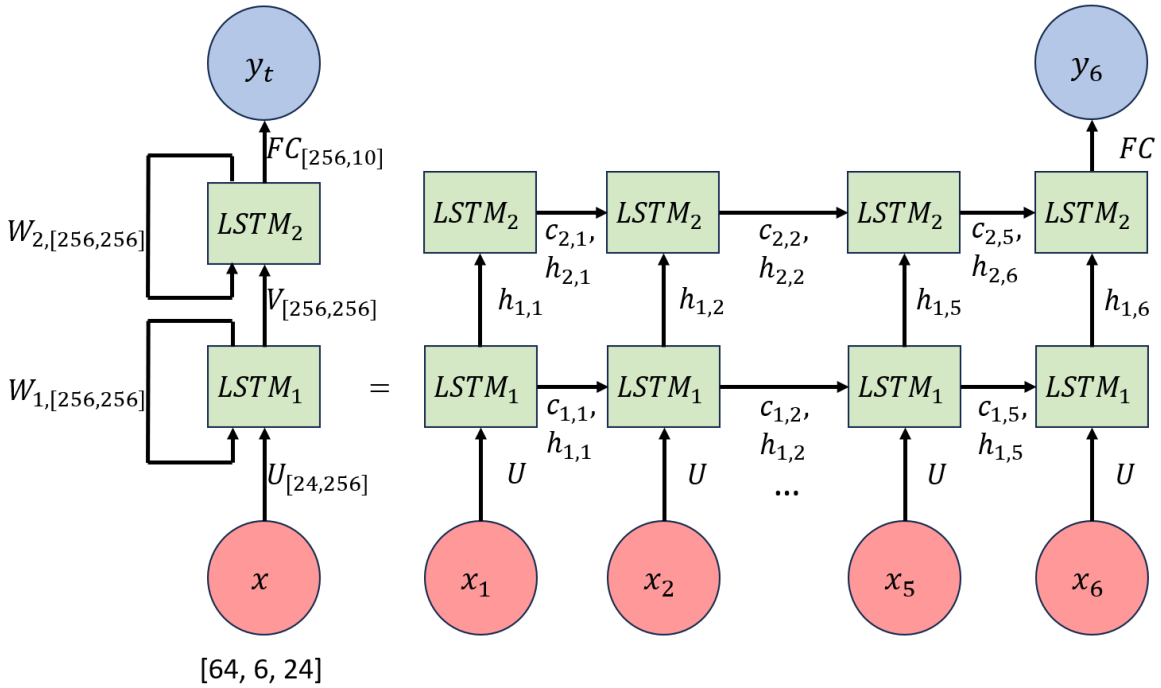 y_t
y_6
FC_[256,10]
FC
LSTM_2 LSTM_2 LSTM_2 LSTM_2 LSTM_2
W_2,[256,256]
c_2,1, c_2,2, c_2,5,
h_2,1 h_2,2 h_2,6
V_[256,256] h_1,1 h_1,2 h_1,5 h_1,6
W_1,[256,256]
LSTM_1 = LSTM_1 LSTM_1 LSTM_1 LSTM_1
c_1,1, c_1,2, c_1,5,
h_1,1 h_1,2 h_1,5
U_[24,256] U U U U
...
x x_1 x_2 x_5 x_6
[64, 6, 24]